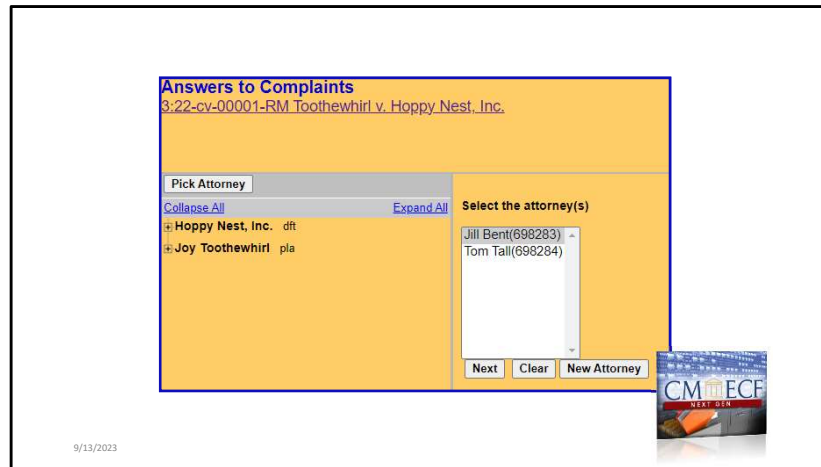 Answers to Complaints
3:22-cv-00001-RM Toothewhirl v. Hoppy Nest, Inc.
Pick Attorney
Collapse All Expand All
Hoppy Nest, Inc. dft
Joy Toothewhirl pla
Select the attorney(s)
Jill Bent(698283)
Tom Tall(698284)
Next Clear New Attorney
CM ECF
NEXT GEN
9/13/2023